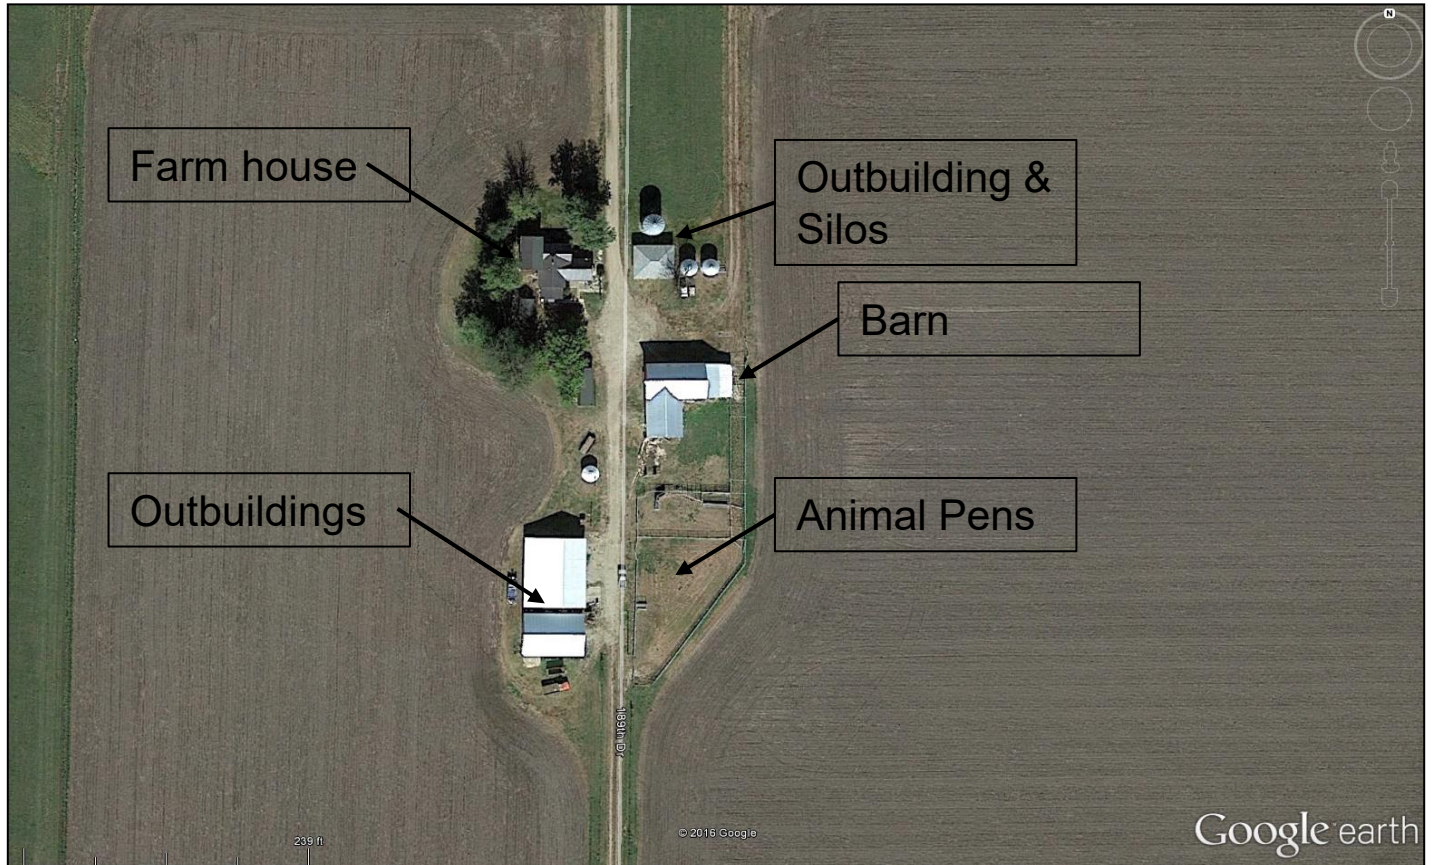 N
Farm house
Outbuilding &
Silos
Barn
Outbuildings
Animal Pens
189th Dr
239 ft
© 2016 Google
Google earth